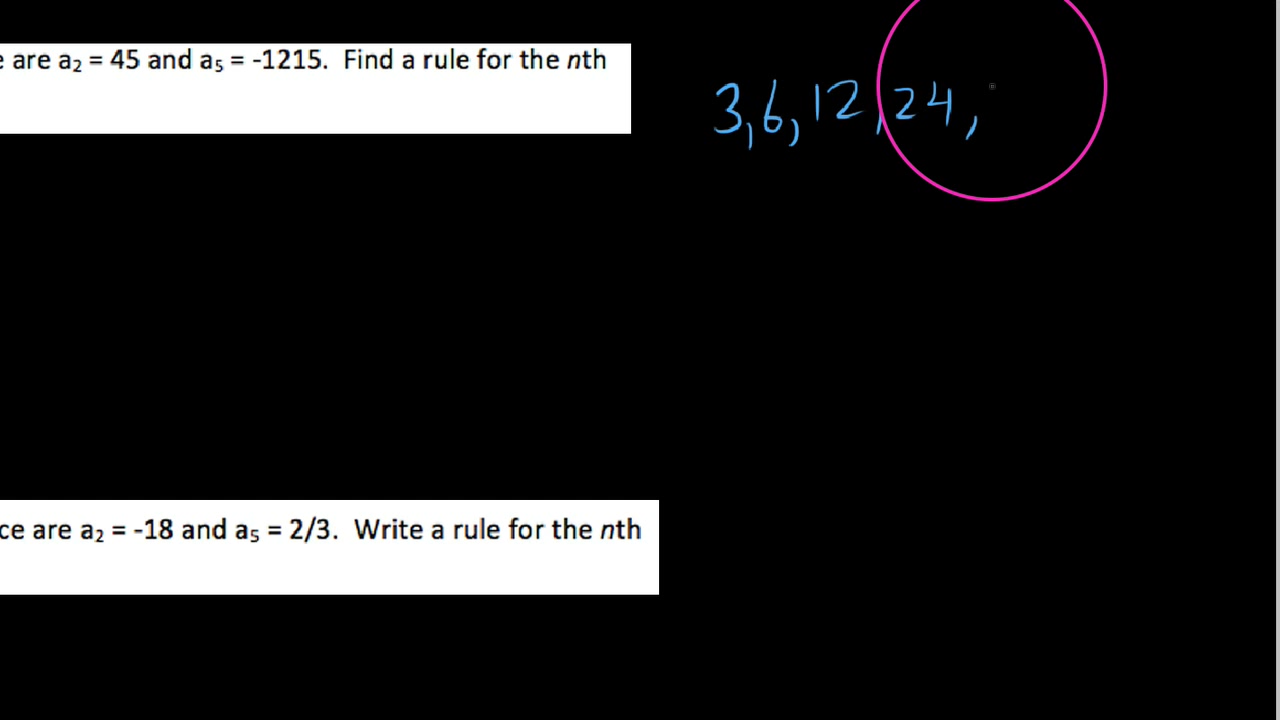 e are a₂ = 45 and a₅ = -1215. Find a rule for the nth
3, 6, 12, 24,
ce are a₂ = -18 and a₅ = 2/3. Write a rule for the nth